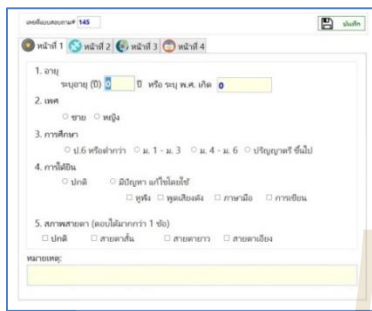 เลขที่แบบสอบถาม# 145 บันทึก
หน้าที่ 1 หน้าที่ 2 หน้าที่ 3 หน้าที่ 4
1. อายุ
ระบุอายุ (ปี) 0 ปี หรือ ระบุ พ.ศ. เกิด 0
2. เพศ
ชาย หญิง
3. การศึกษา
ป.6 หรือต่ำกว่า ม. 1 - ม. 3 ม. 4 - ม. 6 ปริญญาตรี ขึ้นไป
4. การได้ยิน
ปกติ มีปัญหา แก้ไขโดยใช้
หูฟัง พูดเสียงดัง ภาษามือ การเขียน
5. สภาพสายตา (ตอบได้มากกว่า 1 ข้อ)
ปกติ สายตาสั้น สายตายาว สายตาเอียง
หมายเหตุ: